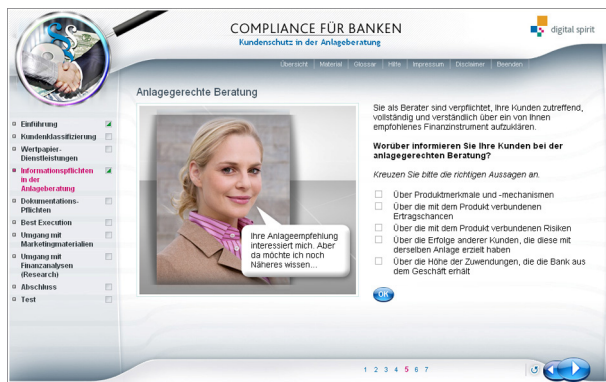 COMPLIANCE FÜR BANKEN
Kundenschutz in der Anlageberatung
digital spirit
Übersicht | Material | Glossar | Hilfe | Impressum | Disclaimer | Beenden
Einführung
Kundenklassifizierung
Wertpapier-
Dienstleistungen
Informationspflichten
in der
Anlageberatung
Dokumentations-
Pflichten
Best Execution
Umgang mit
Marketingmaterialien
Umgang mit
Finanzanalysen
(Research)
Abschluss
Test
Anlagegerechte Beratung
Ihre Anlageempfehlung
interessiert mich. Aber
da möchte ich noch
Näheres wissen...
Sie als Berater sind verpflichtet, Ihre Kunden zutreffend,
vollständig und verständlich über ein von Ihnen
empfohlenes Finanzinstrument aufzuklären.
Worüber informieren Sie Ihre Kunden bei der
anlagegerechten Beratung?
Kreuzen Sie bitte die richtigen Aussagen an.
Über Produktmerkmale und -mechanismen
Über die mit dem Produkt verbundenen
Ertragschancen
Über die mit dem Produkt verbundenen Risiken
Über die Erfolge anderer Kunden, die diese mit
derselben Anlage erzielt haben
Über die Höhe der Zuwendungen, die die Bank aus
dem Geschäft erhält
OK
1 2 3 4 5 6 7